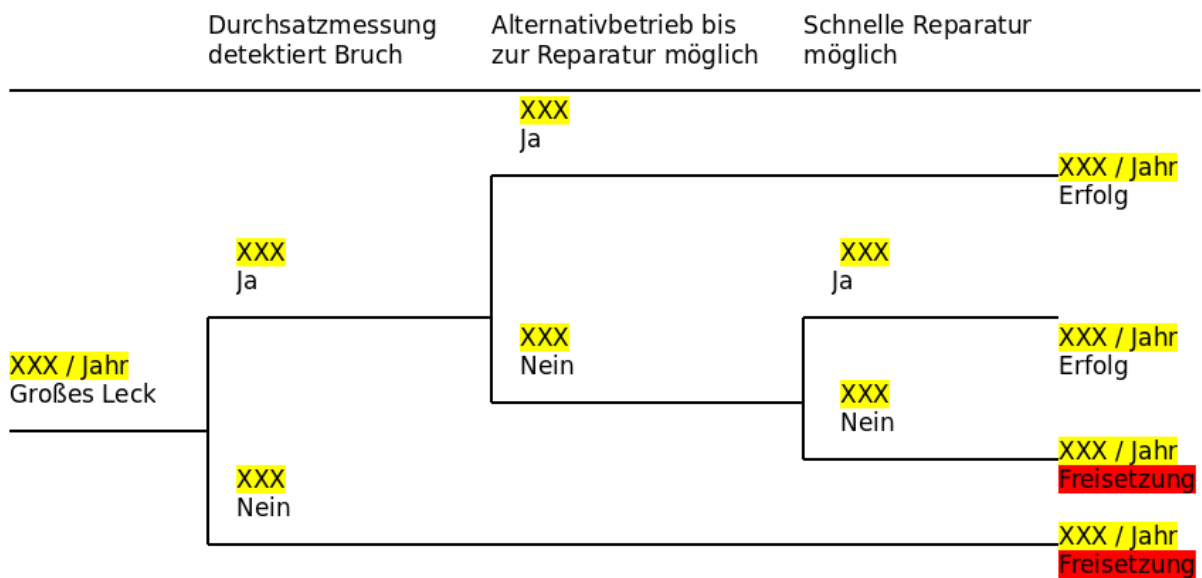 Durchsatzmessung
detektiert Bruch
Alternativbetrieb bis
zur Reparatur möglich
Schnelle Reparatur
möglich
XXX
Ja
XXX / Jahr
Erfolg
XXX
Ja
XXX
Ja
XXX / Jahr
Großes Leck
XXX
Nein
XXX / Jahr
Erfolg
XXX
Nein
XXX / Jahr
Freisetzung
XXX
Nein
XXX / Jahr
Freisetzung